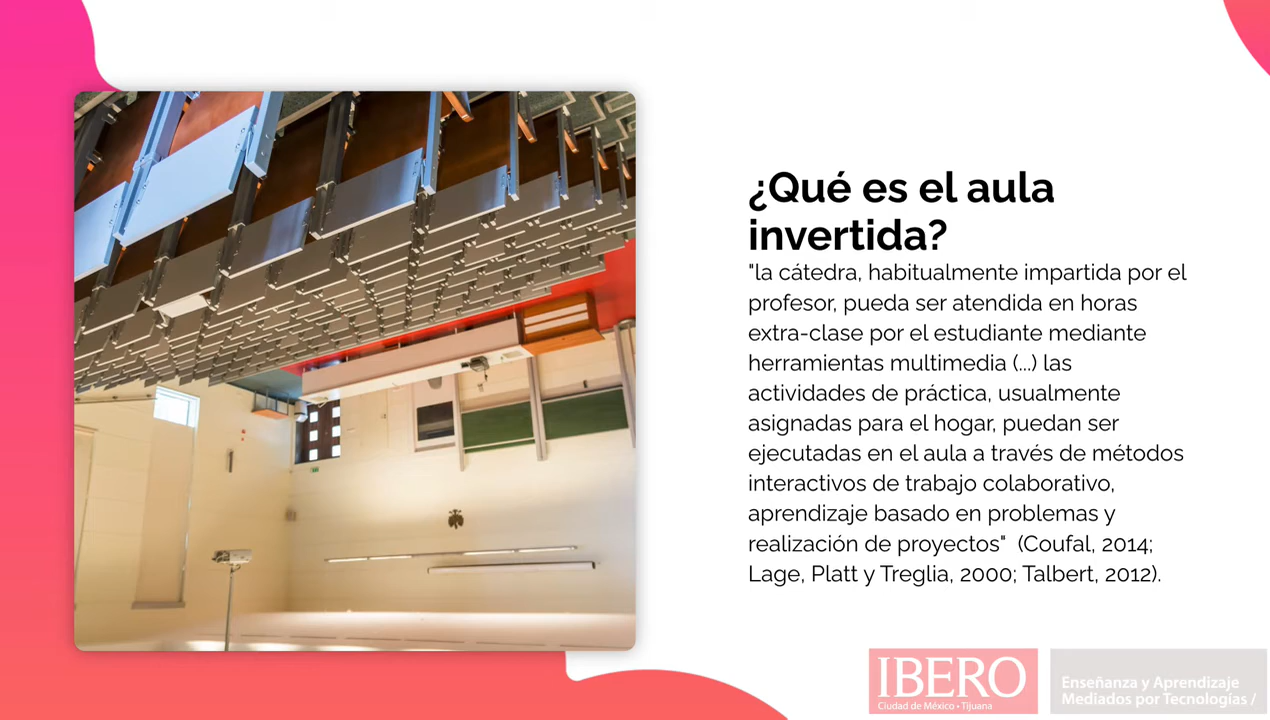 ¿Qué es el aula
invertida?
"la cátedra, habitualmente impartida por el
profesor, pueda ser atendida en horas
extra-clase por el estudiante mediante
herramientas multimedia (...) las
actividades de práctica, usualmente
asignadas para el hogar, puedan ser
ejecutadas en el aula a través de métodos
interactivos de trabajo colaborativo,
aprendizaje basado en problemas y
realización de proyectos"  (Coufal, 2014;
Lage, Platt y Treglia, 2000; Talbert, 2012).
IBERO
Ciudad de México • Tijuana
Enseñanza y Aprendizaje
Mediados por Tecnologías /